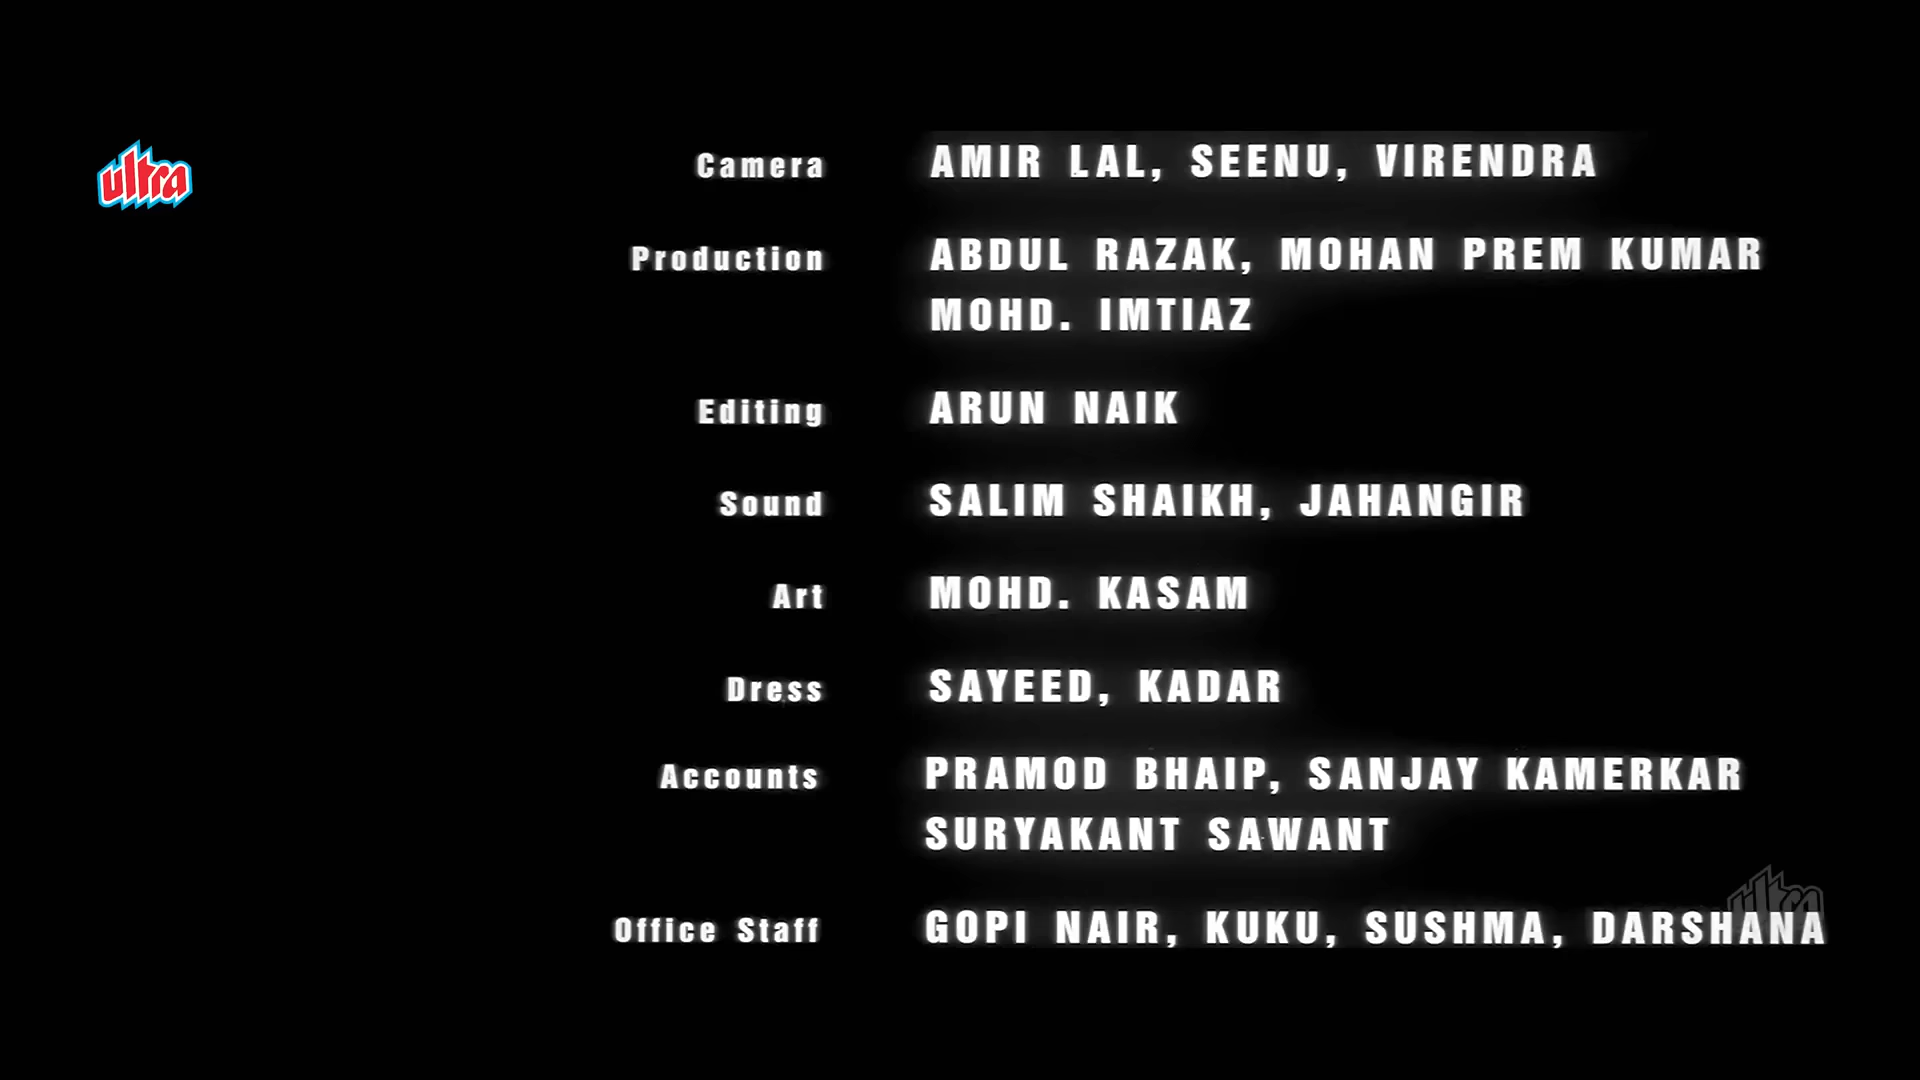 ultra
Camera AMIR LAL, SEENU, VIRENDRA
Production ABDUL RAZAK, MOHAN PREM KUMAR
MOHD. IMTIAZ
Editing ARUN NAIK
Sound SALIM SHAIKH, JAHANGIR
Art MOHD. KASAM
Dress SAYEED, KADAR
Accounts PRAMOD BHAIP, SANJAY KAMERKAR
SURYAKANT SAWANT
ultra
Office Staff GOPI NAIR, KUKU, SUSHMA, DARSHANA